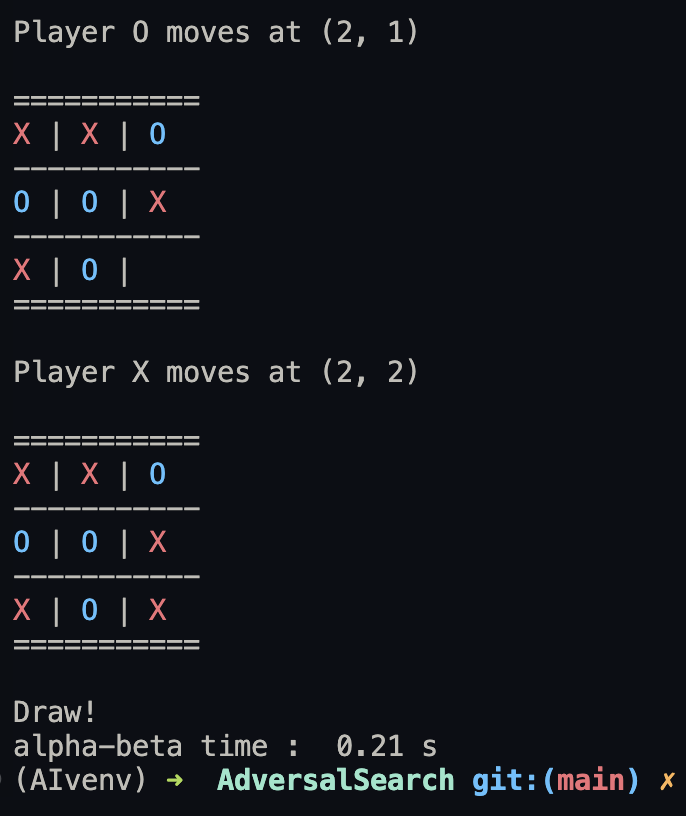 Player O moves at (2, 1)
===========
X | X | O
-----------
O | O | X
-----------
X | O |
===========
Player X moves at (2, 2)
===========
X | X | O
-----------
O | O | X
-----------
X | O | X
===========
Draw!
alpha-beta time :  0.21 s
(AIvenv) ➜  AdversalSearch git:(main) ✗